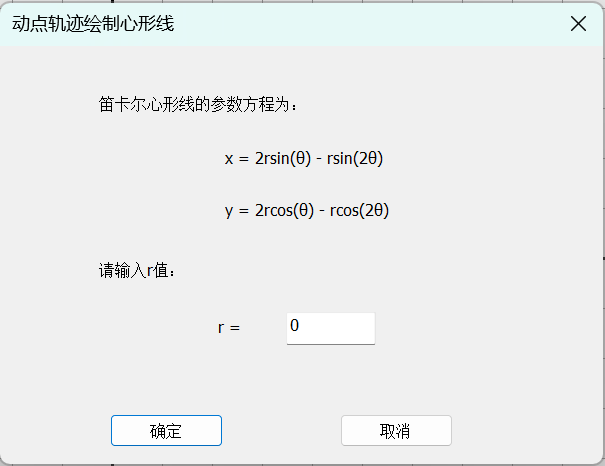 动点轨迹绘制心形线
笛卡尔心形线的参数方程为：
x = 2rsin(θ) - rsin(2θ)
y = 2rcos(θ) - rcos(2θ)
请输入r值：
r = 0
确定 取消